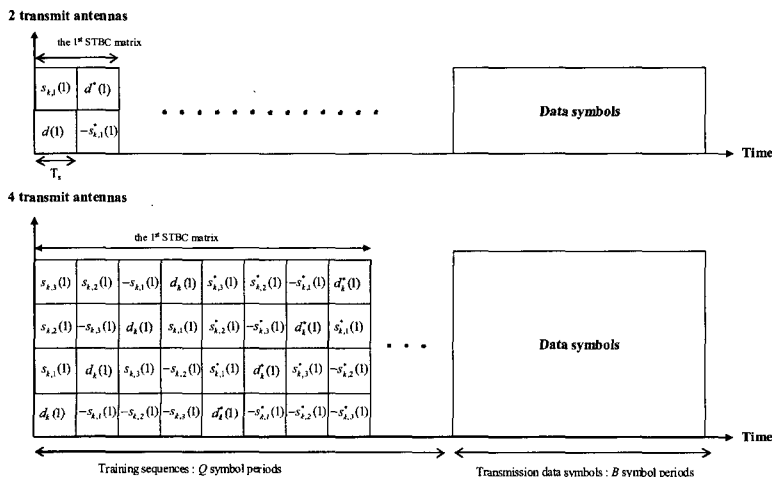 2 transmit antennas
the 1st STBC matrix
s_{k,1}(1) d^*(1)
d(1) -s^*_{k,1}(1)
. . . . . . . . . . . . .
Data symbols
T_s
Time
4 transmit antennas
the 1st STBC matrix
s_{k,3}(1) s_{k,2}(1) -s_{k,1}(1) d_k(1) s^*_{k,3}(1) s^*_{k,2}(1) -s^*_{k,1}(1) d^*_k(1)
s_{k,2}(1) -s_{k,3}(1) d_k(1) s_{k,1}(1) s^*_{k,2}(1) -s^*_{k,3}(1) d^*_k(1) s^*_{k,1}(1)
s_{k,1}(1) d_k(1) s_{k,3}(1) -s_{k,2}(1) s^*_{k,1}(1) d^*_k(1) s^*_{k,3}(1) -s^*_{k,2}(1)
d_k(1) -s_{k,1}(1) -s_{k,2}(1) -s_{k,3}(1) d^*_k(1) -s^*_{k,1}(1) -s^*_{k,2}(1) -s^*_{k,3}(1)
. . .
Data symbols
Time
Training sequences : Q symbol periods
Transmission data symbols : B symbol periods